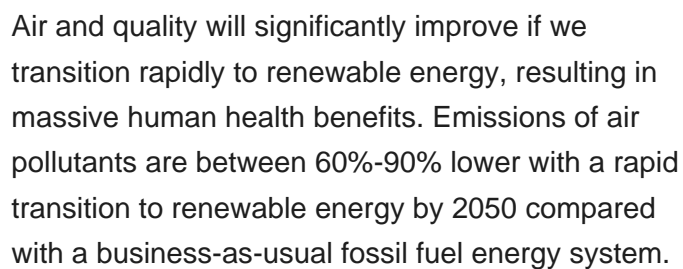 Air and quality will significantly improve if we
transition rapidly to renewable energy, resulting in
massive human health benefits. Emissions of air
pollutants are between 60%-90% lower with a rapid
transition to renewable energy by 2050 compared
with a business-as-usual fossil fuel energy system.